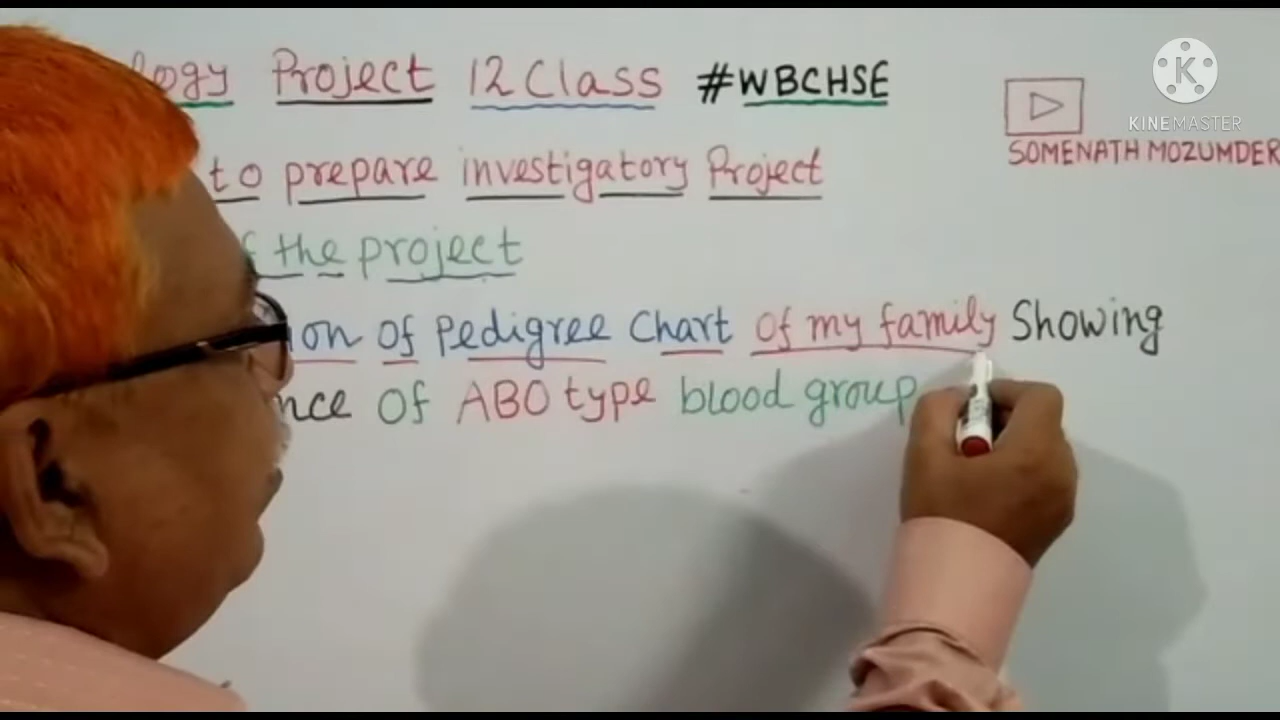 logy Project 12 Class #WBCHSE
KINEMASTER
SOMENATH MOZUMDER
to prepare investigatory Project
f the project
ion of Pedigree Chart Of my family Showing
nce Of ABO type blood group